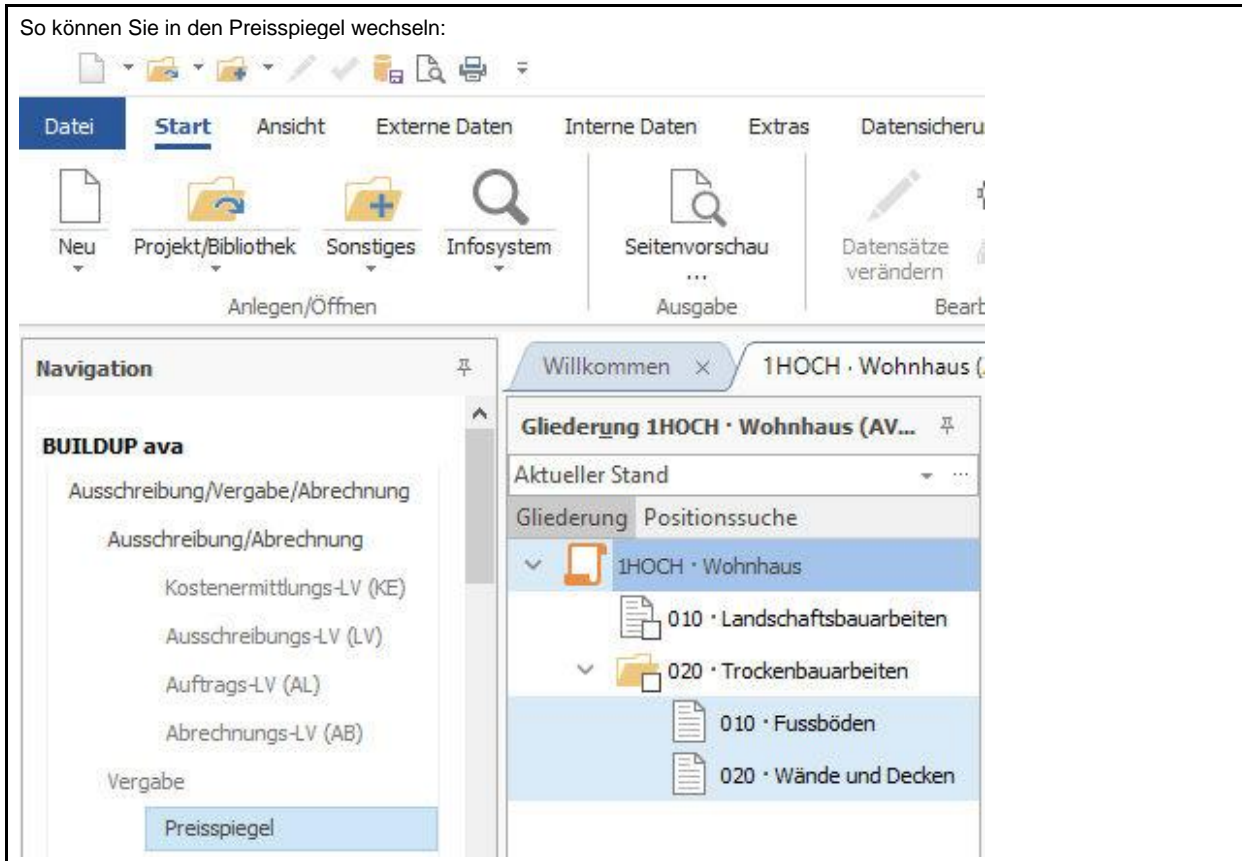 So können Sie in den Preisspiegel wechseln:
Datei Start Ansicht Externe Daten Interne Daten Extras Datensicheru
Neu Projekt/Bibliothek Sonstiges Infosystem Seitenvorschau Datensätze
... verändern
Anlegen/Öffnen Ausgabe Bearb
Navigation
Willkommen × 1HOCH · Wohnhaus (
BUILDUP ava
Gliederung 1HOCH · Wohnhaus (AV...
Ausschreibung/Vergabe/Abrechnung
Aktueller Stand ...
Ausschreibung/Abrechnung
Gliederung Positionssuche
Kostenermittlungs-LV (KE)
1HOCH · Wohnhaus
Ausschreibungs-LV (LV)
010 · Landschaftsbauarbeiten
Auftrags-LV (AL)
020 · Trockenbauarbeiten
Abrechnungs-LV (AB)
010 · Fussböden
Vergabe
020 · Wände und Decken
Preisspiegel